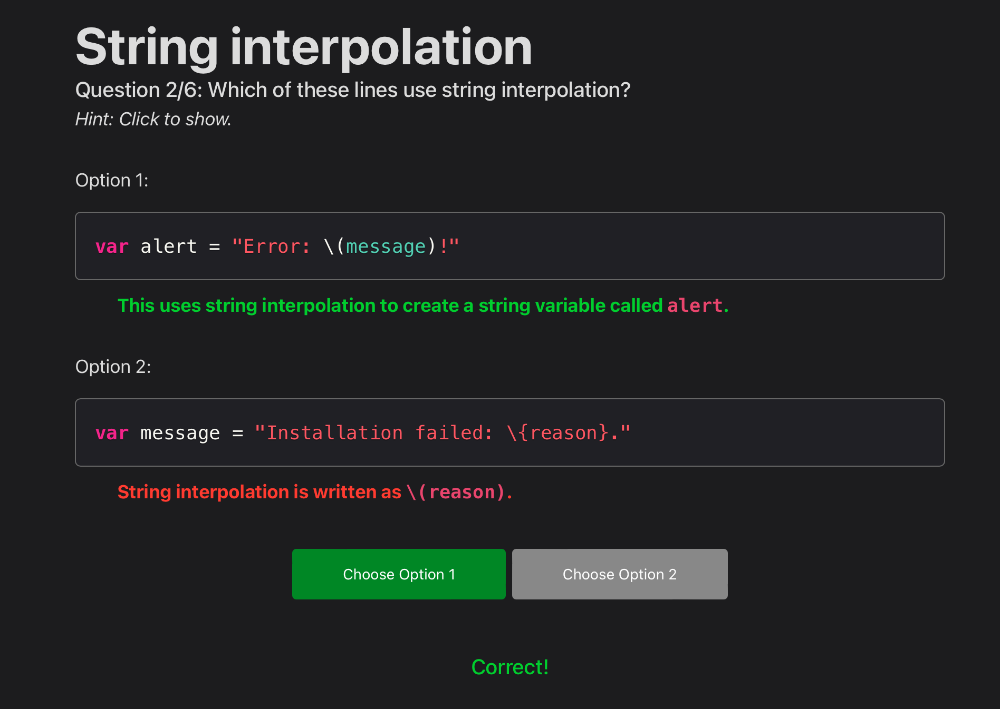 String interpolation
Question 2/6: Which of these lines use string interpolation?
Hint: Click to show.
Option 1:
var alert = "Error: \(message)!"
This uses string interpolation to create a string variable called alert.
Option 2:
var message = "Installation failed: \{reason}."
String interpolation is written as \(reason).
Choose Option 1
Choose Option 2
Correct!